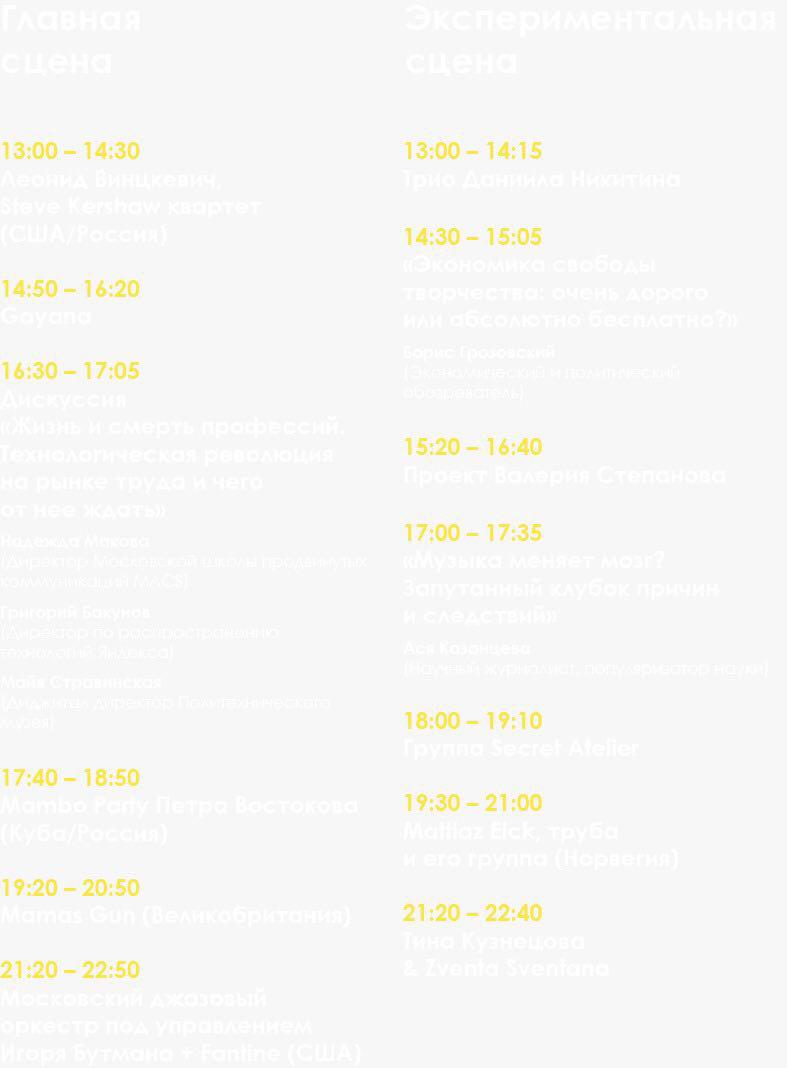 Главная
сцена
13:00 – 14:30
Леонид Винцкевич,
Steve Kershaw квартет
(США/Россия)
14:50 – 16:20
Gayana
16:30 – 17:05
Дискуссия
«Жизнь и смерть профессий.
Технологическая революция
на рынке труда и чего
от нее ждать»
Надежда Макова
(Директор Московской школы продвинутых
коммуникаций MACS)
Григорий Бакунов
(Директор по распространению
технологий Яндекса)
Майя Стравинская
(Диджитал директор Политехнического
музея)
17:40 – 18:50
Mambo Party Петра Востокова
(Куба/Россия)
19:20 – 20:50
Mamas Gun (Великобритания)
21:20 – 22:50
Московский джазовый
оркестр под управлением
Игоря Бутмана + Fantine (США)
Экспериментальная
сцена
13:00 – 14:15
Трио Даниила Никитина
14:30 – 15:05
«Экономика свободы
творчества: очень дорого
или абсолютно бесплатно?»
Борис Грозовский
(Экономический и политический
обозреватель)
15:20 – 16:40
Проект Валерия Степанова
17:00 – 17:35
«Музыка меняет мозг?
Запутанный клубок причин
и следствий»
Ася Казанцева
(Научный журналист, популяризатор науки)
18:00 – 19:10
Группа Secret Atelier
19:30 – 21:00
Mattiaz Eick, труба
и его группа (Норвегия)
21:20 – 22:40
Тина Кузнецова
& Zventa Sventana